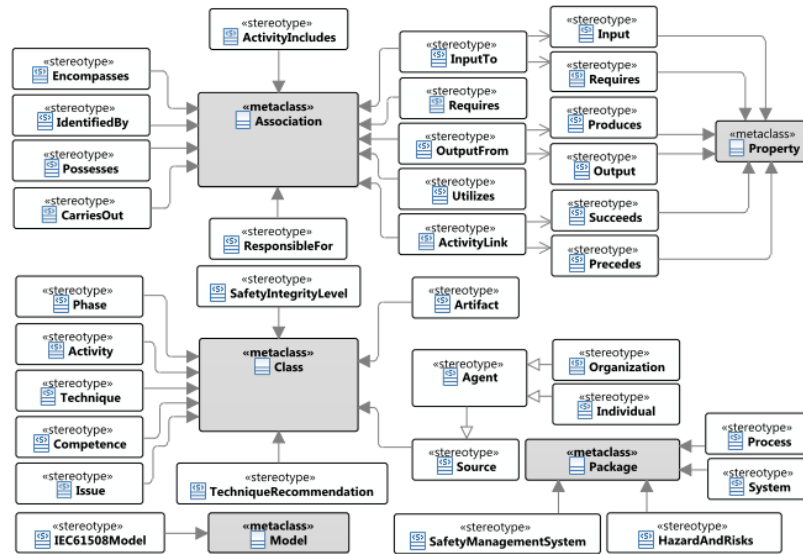 «stereotype»
ActivityIncludes
«stereotype»
Encompasses
«stereotype»
IdentifiedBy
«stereotype»
Possesses
«stereotype»
CarriesOut
«metaclass»
Association
«stereotype»
ResponsibleFor
«stereotype»
InputTo
«stereotype»
Requires
«stereotype»
OutputFrom
«stereotype»
Utilizes
«stereotype»
ActivityLink
«stereotype»
Input
«stereotype»
Requires
«stereotype»
Produces
«stereotype»
Output
«stereotype»
Succeeds
«stereotype»
Precedes
«metaclass»
Property
«stereotype»
SafetyIntegrityLevel
«stereotype»
Phase
«stereotype»
Activity
«stereotype»
Technique
«stereotype»
Competence
«stereotype»
Issue
«metaclass»
Class
«stereotype»
TechniqueRecommendation
«stereotype»
Artifact
«stereotype»
Agent
«stereotype»
Organization
«stereotype»
Individual
«stereotype»
Source
«metaclass»
Package
«stereotype»
Process
«stereotype»
System
«stereotype»
IEC61508Model
«metaclass»
Model
«stereotype»
SafetyManagementSystem
«stereotype»
HazardAndRisks